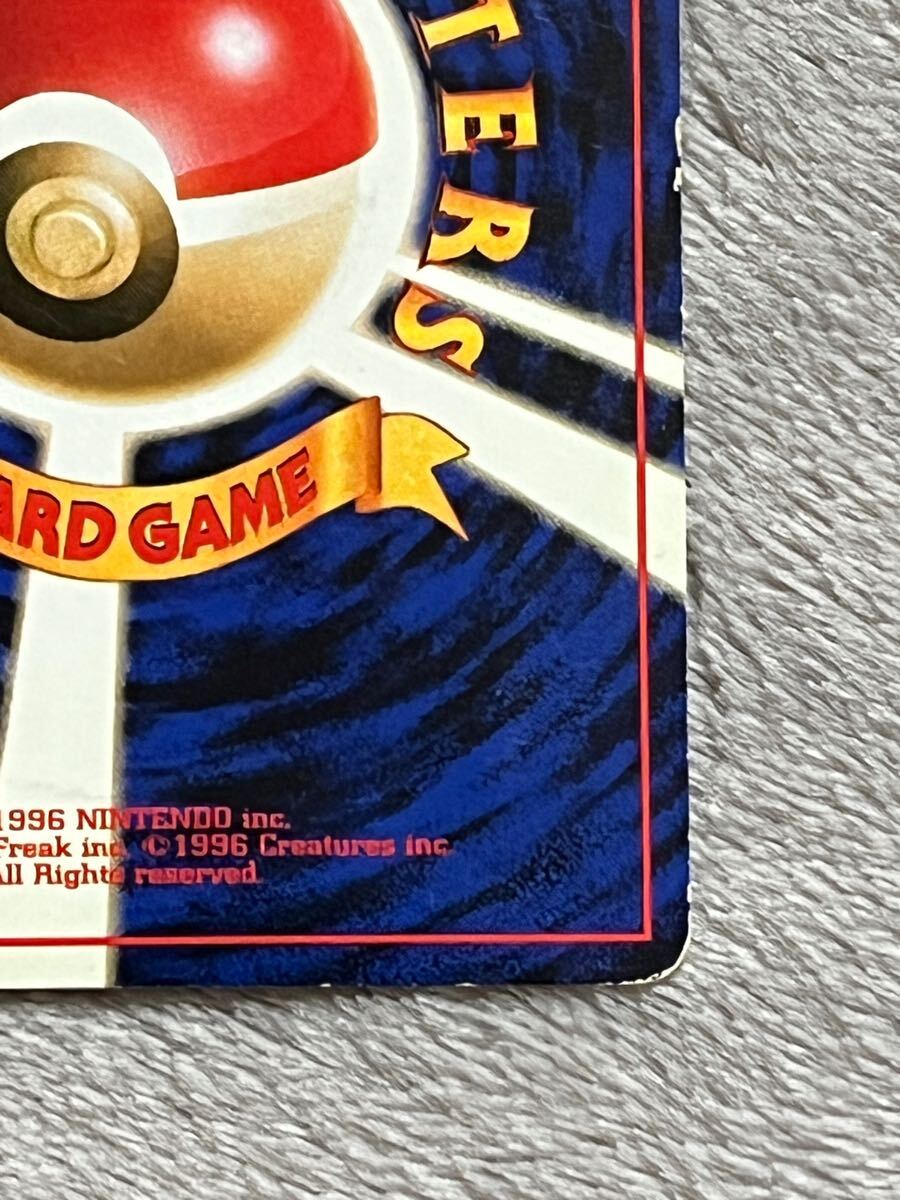 TERS
ARD GAME
1996 NINTENDO inc.
Freak inc. ©1996 Creatures inc.
All Rights reserved.